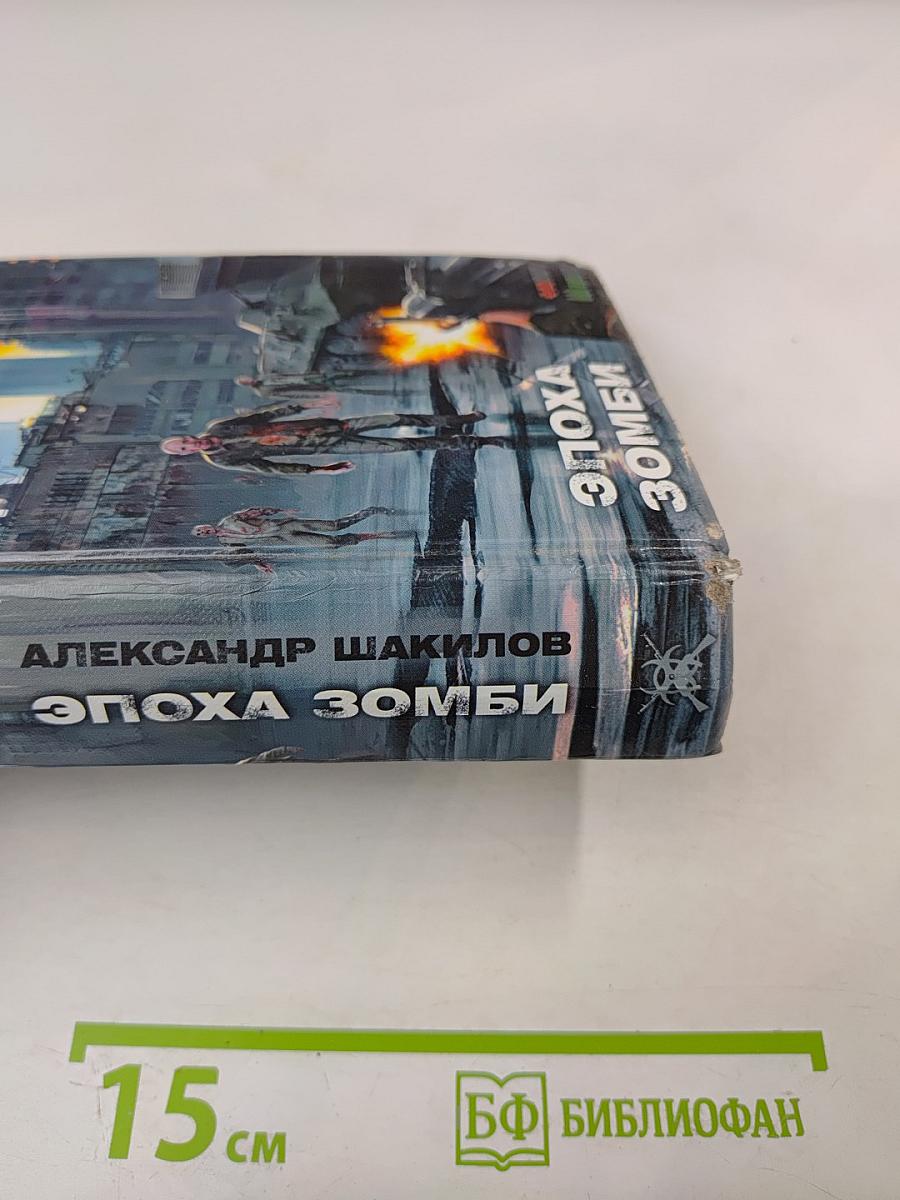 ЭПОХА
ЗОМБИ
АЛЕКСАНДР ШАКИЛОВ
ЭПОХА ЗОМБИ
15 см
БФ БИБЛИОФАН